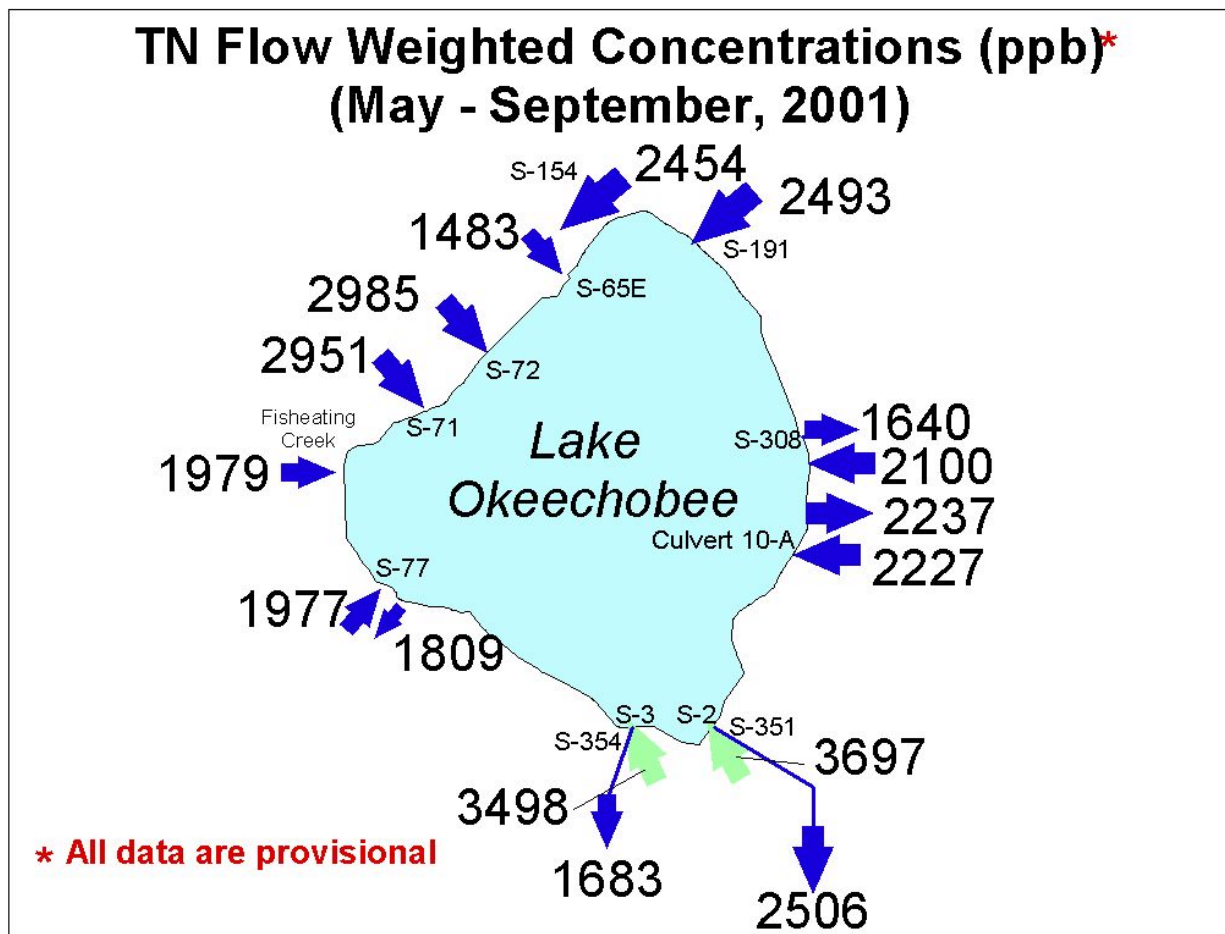 TN Flow Weighted Concentrations (ppb)*
(May - September, 2001)
S-154
2454
2493
1483
S-191
S-65E
2985
2951
S-72
Fisheating
Creek
S-71
1979
Lake
Okeechobee
S-308
1640
2100
2237
Culvert 10-A
2227
S-77
1977
1809
S-3
S-2
S-351
S-354
3697
3498
1683
2506
* All data are provisional